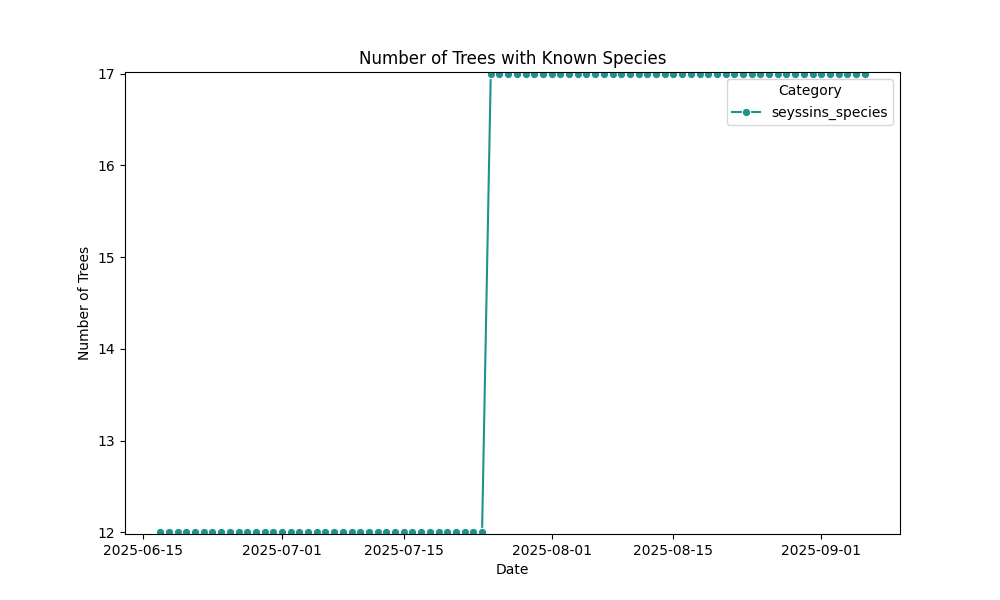 Number of Trees with Known Species
17
16
15
14
13
12
Number of Trees
Category
seyssins_species
2025-06-15
2025-07-01
2025-07-15
2025-08-01
2025-08-15
2025-09-01
Date